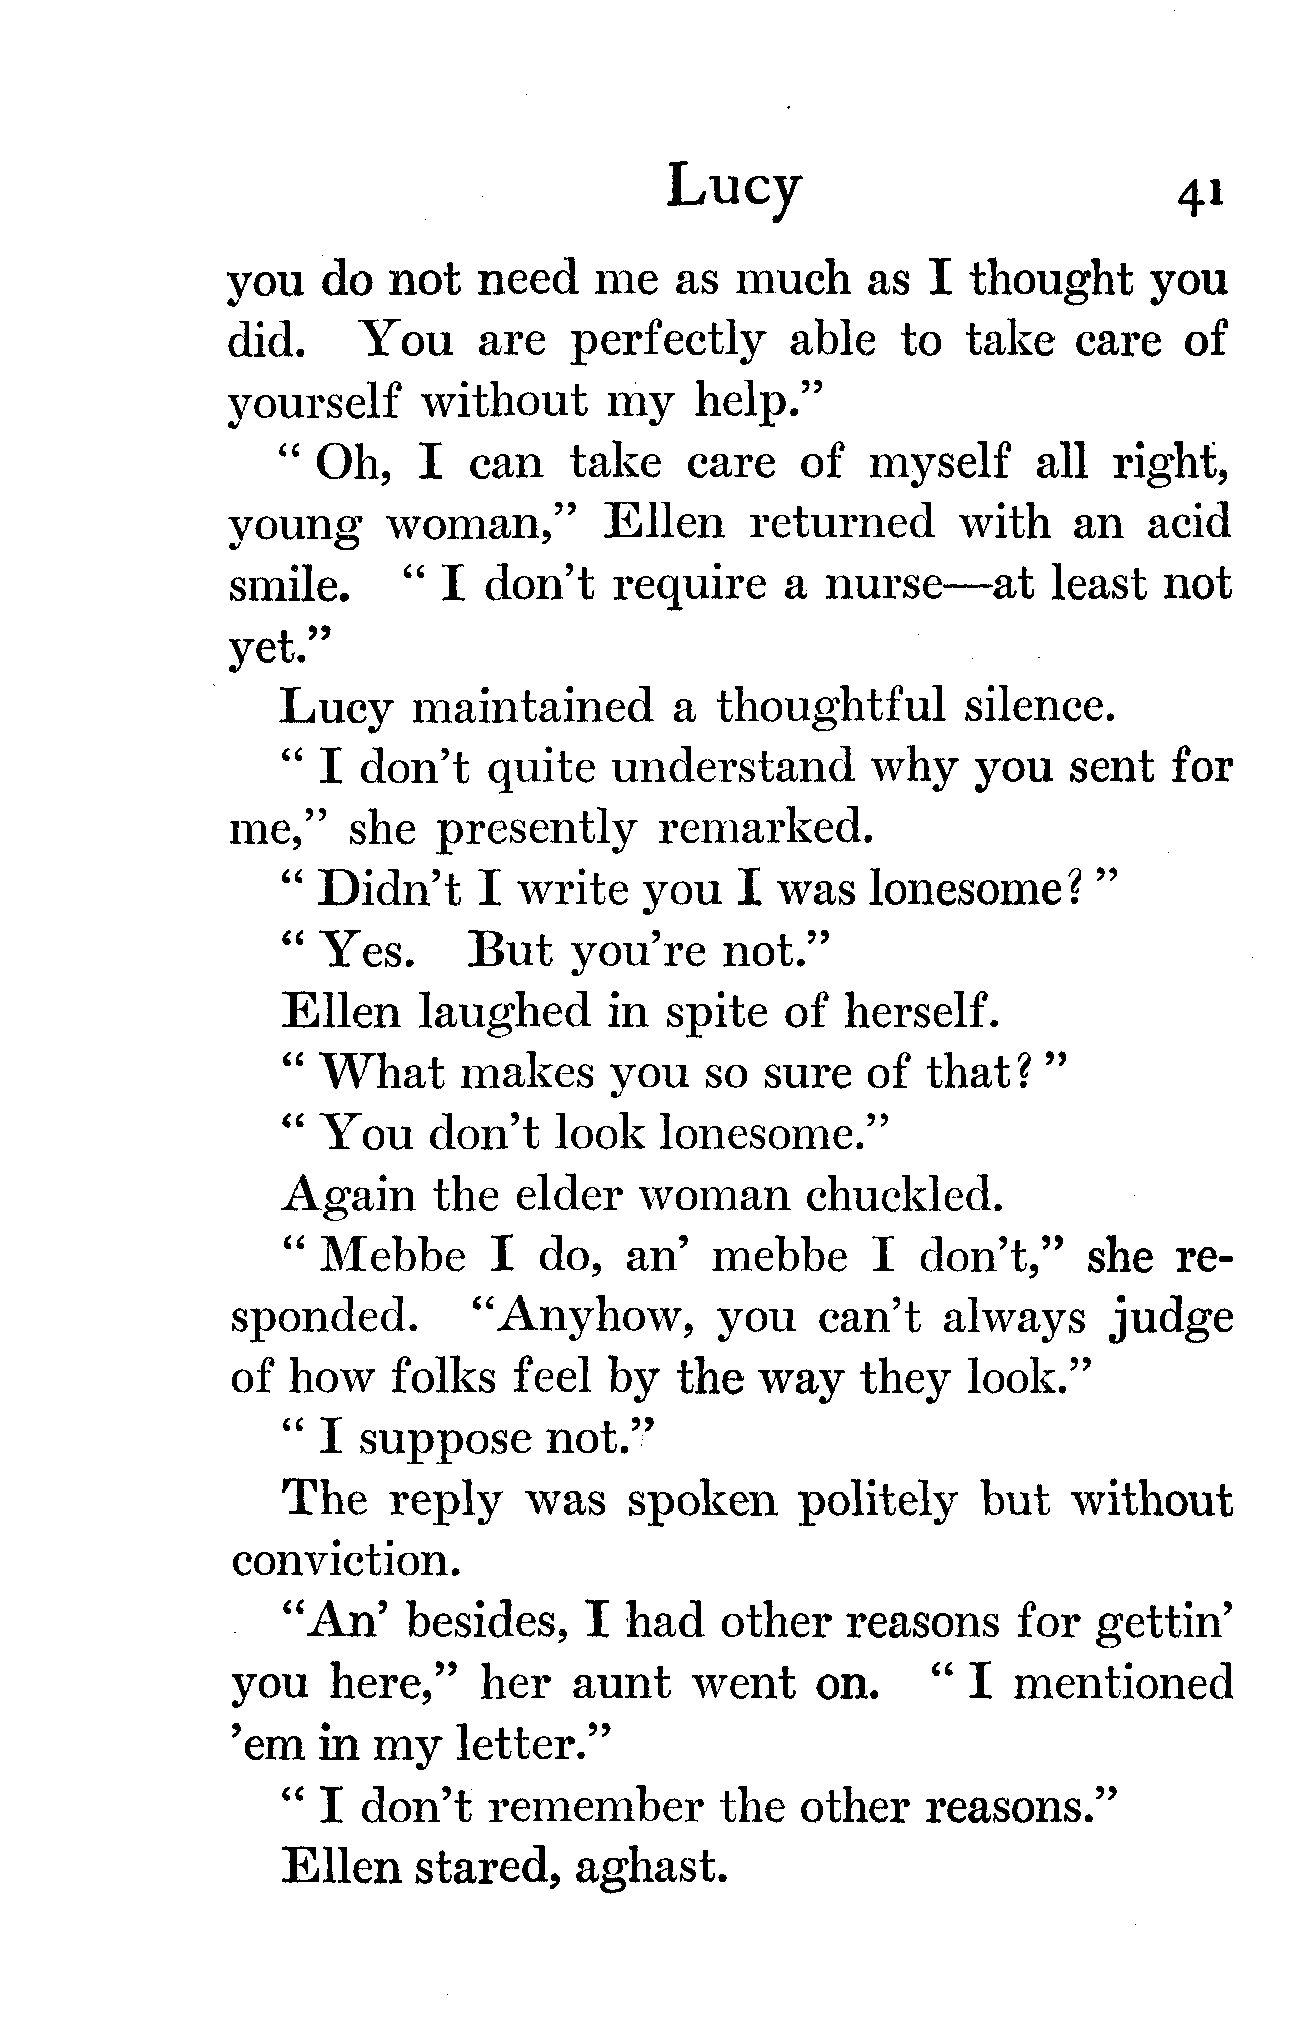 Lucy 41
you do not need me as much as I thought you
did. You are perfectly able to take care of
yourself without my help.”
“ Oh, I can take care of myself all right,
young woman,” Ellen returned with an acid
smile. “ I don’t require a nurse—at least not
yet.”
Lucy maintained a thoughtful silence.
“ I don’t quite understand why you sent for
me,” she presently remarked.
“ Didn’t I write you I was lonesome? ”
“ Yes. But you’re not.”
Ellen laughed in spite of herself.
“ What makes you so sure of that? ”
“ You don’t look lonesome.”
Again the elder woman chuckled.
“ Mebbe I do, an’ mebbe I don’t,” she re-
sponded. “Anyhow, you can’t always judge
of how folks feel by the way they look.”
“ I suppose not.”
The reply was spoken politely but without
conviction.
“An’ besides, I had other reasons for gettin’
you here,” her aunt went on. “ I mentioned
’em in my letter.”
“ I don’t remember the other reasons.”
Ellen stared, aghast.